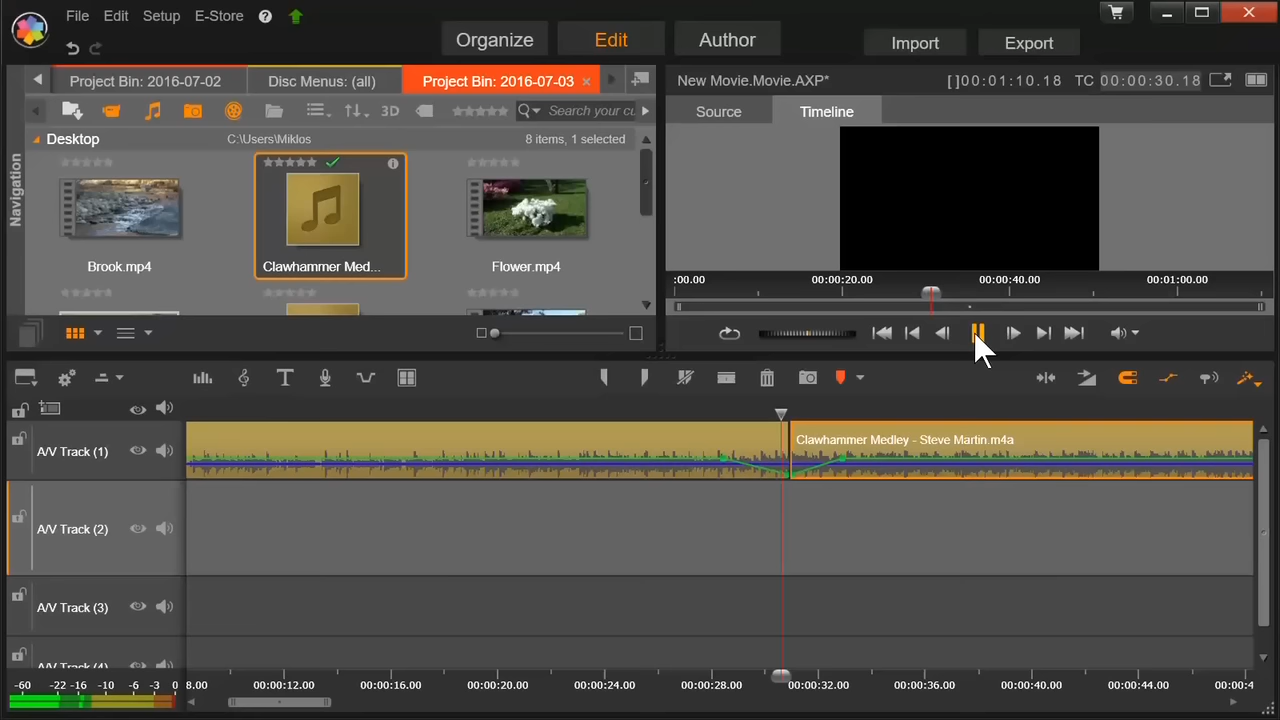 File Edit Setup E-Store ?
Organize Edit Author Import Export
Project Bin: 2016-07-02 Disc Menus: (all) Project Bin: 2016-07-03 ×
New Movie.Movie.AXP* [ ]00:01:10.18 TC 00:00:30.18
Source Timeline
3D Search your cu
Navigation
Desktop C:\Users\Miklos 8 items, 1 selected
Brook.mp4 Clawhammer Med... Flower.mp4
:00.00 00:00:20.00 00:00:40.00 00:01:00.00
Clawhammer Medley - Steve Martin.m4a
A/V Track (1)
A/V Track (2)
A/V Track (3)
A/V Track (4)
-60 -22 -10 -6 -3 0
8.00 00:00:12.00 00:00:16.00 00:00:20.00 00:00:24.00 00:00:28.00 00:00:32.00 00:00:36.00 00:00:40.00 00:00:44.00 00:00:4